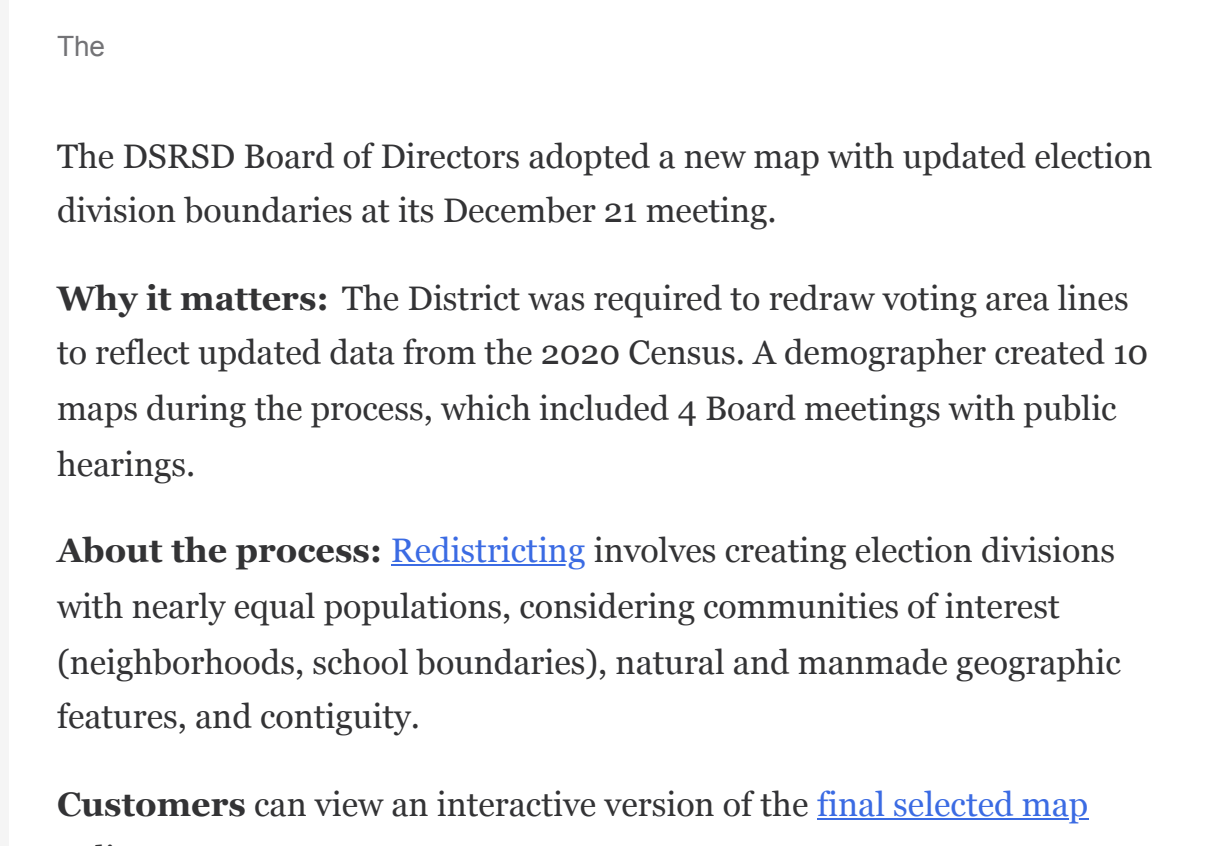 The
The DSRSD Board of Directors adopted a new map with updated election
division boundaries at its December 21 meeting.
Why it matters: The District was required to redraw voting area lines
to reflect updated data from the 2020 Census. A demographer created 10
maps during the process, which included 4 Board meetings with public
hearings.
About the process: Redistricting involves creating election divisions
with nearly equal populations, considering communities of interest
(neighborhoods, school boundaries), natural and manmade geographic
features, and contiguity.
Customers can view an interactive version of the final selected map